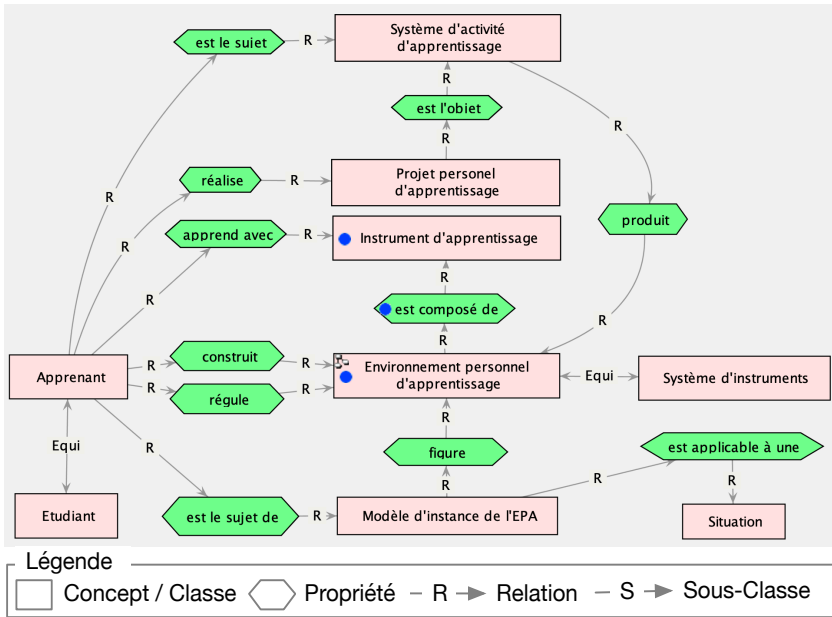 est le sujet
R
Système d'activité
d'apprentissage
R
est l'objet
R
R
réalise
R
Projet personel
d'apprentissage
R
R
produit
apprend avec
R
Instrument d'apprentissage
R
R
est composé de
R
R
Apprenant
R
construit
R
Environnement personnel
d'apprentissage
Equi
Système d'instruments
R
régule
R
R
Equi
R
figure
R
est applicable à une
R
R
Etudiant
est le sujet de
R
Modèle d'instance de l'EPA
Situation
Légende
Concept / Classe
Propriété
R
Relation
S
Sous-Classe